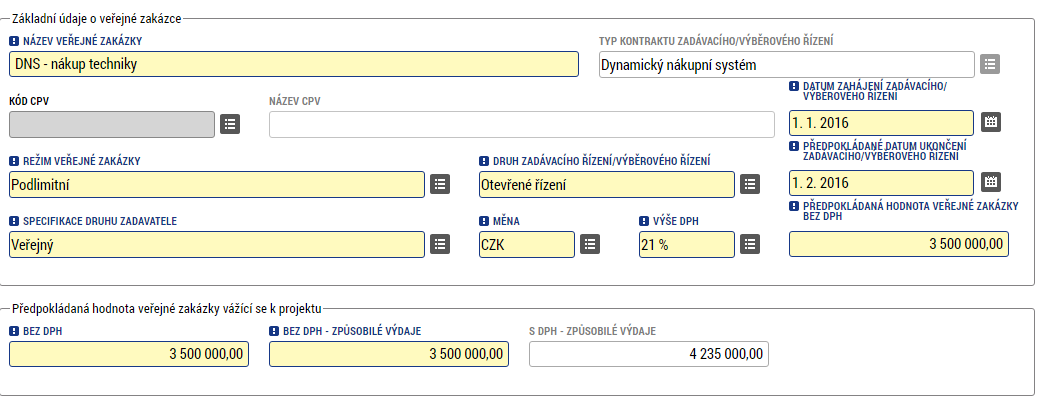 Základní údaje o veřejné zakázce
NÁZEV VEŘEJNÉ ZAKÁZKY
TYP KONTRAKTU ZADÁVACÍHO/VÝBĚROVÉHO ŘÍZENÍ
DNS - nákup techniky
Dynamický nákupní systém
KÓD CPV
NÁZEV CPV
DATUM ZAHÁJENÍ ZADÁVACÍHO/
VÝBĚROVÉHO ŘÍZENÍ
1. 1. 2016
REŽIM VEŘEJNÉ ZAKÁZKY
DRUH ZADÁVACÍHO ŘÍZENÍ/VÝBĚROVÉHO ŘÍZENÍ
PŘEDPOKLÁDANÉ DATUM UKONČENÍ
ZADÁVACÍHO/VÝBĚROVÉHO ŘÍZENÍ
Podlimitní
Otevřené řízení
1. 2. 2016
SPECIFIKACE DRUHU ZADAVATELE
MĚNA
VÝŠE DPH
PŘEDPOKLÁDANÁ HODNOTA VEŘEJNÉ ZAKÁZKY
BEZ DPH
Veřejný
CZK
21 %
3 500 000,00
Předpokládaná hodnota veřejné zakázky vážící se k projektu
BEZ DPH
BEZ DPH - ZPŮSOBILÉ VÝDAJE
S DPH - ZPŮSOBILÉ VÝDAJE
3 500 000,00
3 500 000,00
4 235 000,00